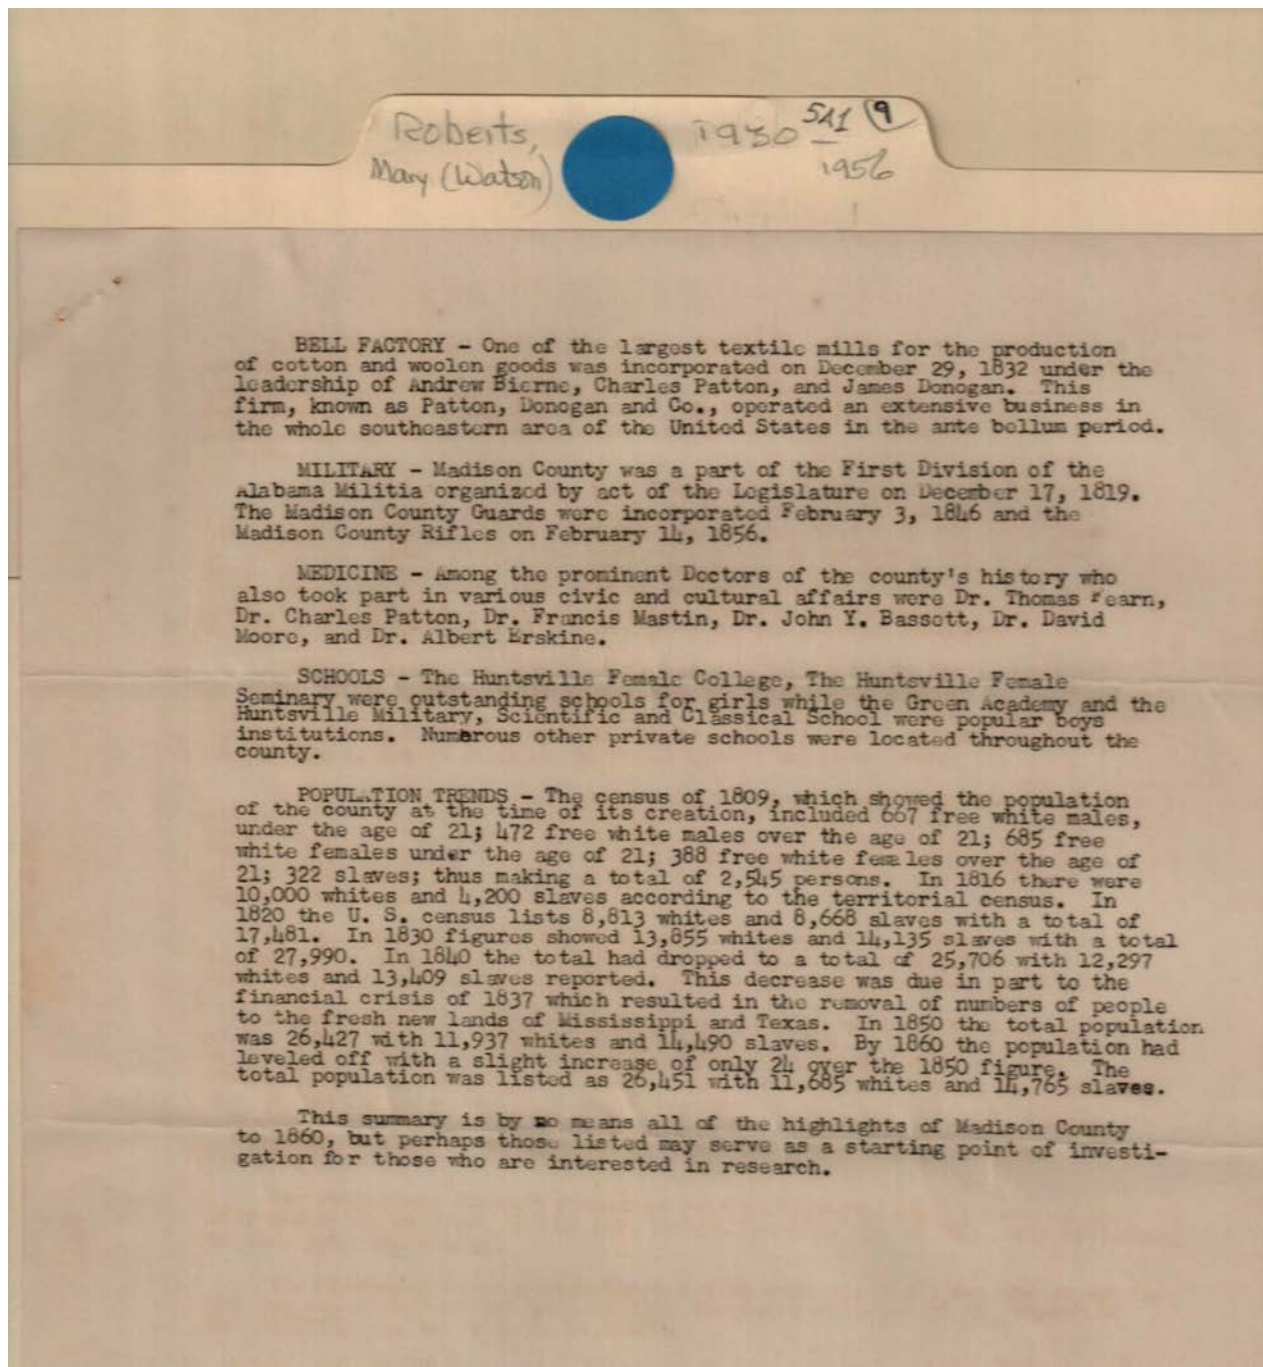 Roberts,
Mary (Watson)
1930
—
1956
5A1 9
BELL FACTORY - One of the largest textile mills for the production
of cotton and woolen goods was incorporated on December 29, 1832 under the
leadership of Andrew Bierne, Charles Patton, and James Donogan. This
firm, known as Patton, Donogan and Co., operated an extensive business in
the whole southeastern area of the United States in the ante bellum period.
MILITARY - Madison County was a part of the First Division of the
Alabama Militia organized by act of the Legislature on December 17, 1819.
The Madison County Guards were incorporated February 3, 1846 and the
Madison County Rifles on February 14, 1856.
MEDICINE - Among the prominent Doctors of the county's history who
also took part in various civic and cultural affairs were Dr. Thomas Fearn,
Dr. Charles Patton, Dr. Francis Mastin, Dr. John Y. Bassett, Dr. David
Moore, and Dr. Albert Erskine.
SCHOOLS - The Huntsville Female College, The Huntsville Female
Seminary were outstanding schools for girls while the Green Academy and the
Huntsville Military, Scientific and Classical School were popular boys
institutions. Numerous other private schools were located throughout the
county.
POPULATION TRENDS - The census of 1809, which showed the population
of the county at the time of its creation, included 667 free white males,
under the age of 21; 472 free white males over the age of 21; 685 free
white females under the age of 21; 388 free white females over the age of
21; 322 slaves; thus making a total of 2,545 persons. In 1816 there were
10,000 whites and 4,200 slaves according to the territorial census. In
1820 the U. S. census lists 8,813 whites and 8,668 slaves with a total of
17,481. In 1830 figures showed 13,855 whites and 14,135 slaves with a total
of 27,990. In 1840 the total had dropped to a total of 25,706 with 12,297
whites and 13,409 slaves reported. This decrease was due in part to the
financial crisis of 1837 which resulted in the removal of numbers of people
to the fresh new lands of Mississippi and Texas. In 1850 the total population
was 26,427 with 11,937 whites and 14,490 slaves. By 1860 the population had
leveled off with a slight increase of only 24 over the 1850 figure. The
total population was listed as 26,451 with 11,685 whites and 14,765 slaves.
This summary is by no means all of the highlights of Madison County
to 1860, but perhaps those listed may serve as a starting point of investi-
gation for those who are interested in research.